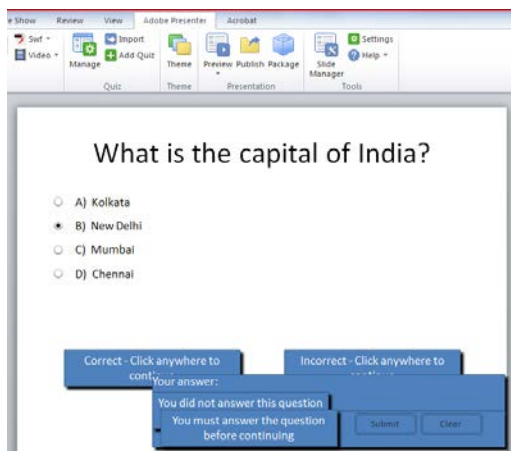 e Show Review View Adobe Presenter Acrobat
Swf Import Settings
Video Manage Add Quiz Theme Preview Publish Package Slide Manager Help
Quiz Theme Presentation Tools
What is the capital of India?
A) Kolkata
B) New Delhi
C) Mumbai
D) Chennai
Correct - Click anywhere to Incorrect - Click anywhere to
Your answer:
You did not answer this question
You must answer the question Submit Clear
before continuing